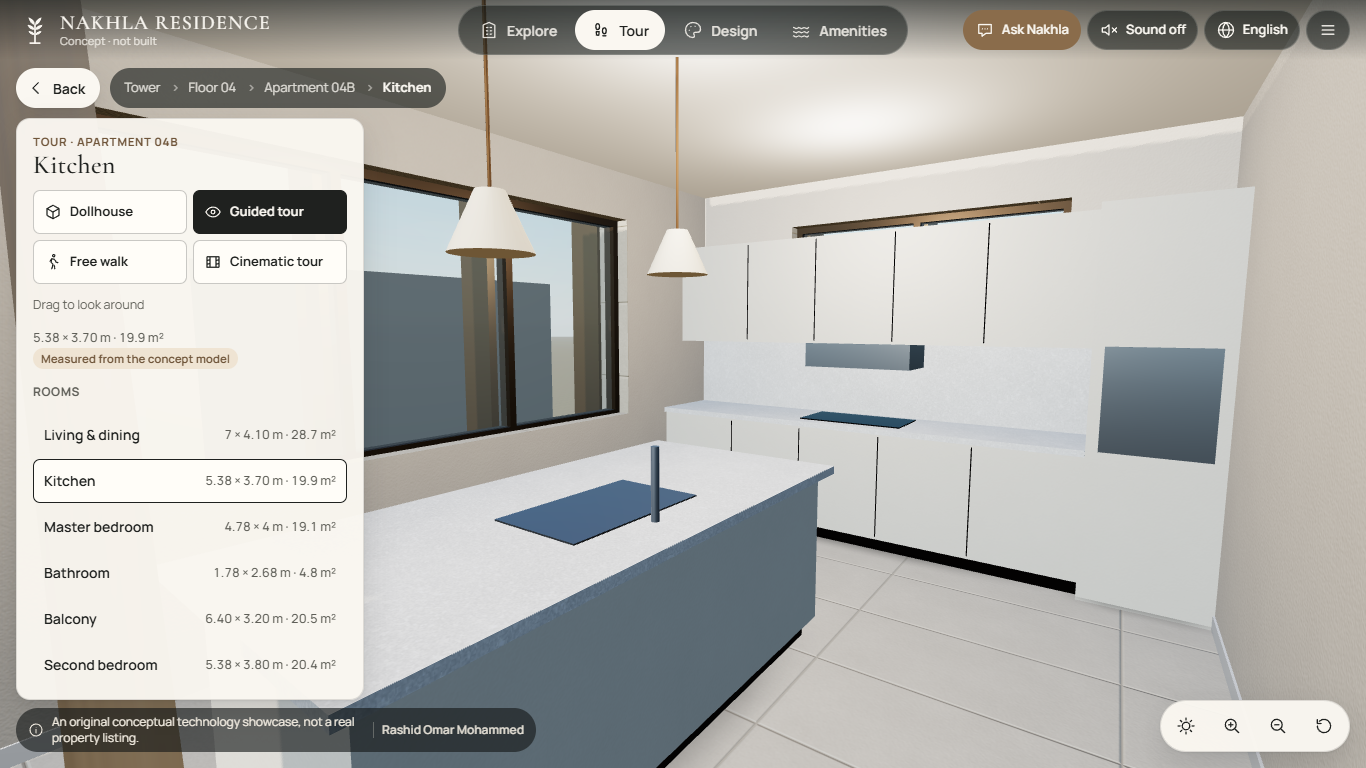 NAKHLA RESIDENCE
Concept · not built
Explore
Tour
Design
Amenities
Ask Nakhla
Sound off
English
Back
Tower > Floor 04 > Apartment 04B > Kitchen
TOUR · APARTMENT 04B
Kitchen
Dollhouse
Guided tour
Free walk
Cinematic tour
Drag to look around
5.38 × 3.70 m · 19.9 m²
Measured from the concept model
ROOMS
Living & dining 7 × 4.10 m · 28.7 m²
Kitchen 5.38 × 3.70 m · 19.9 m²
Master bedroom 4.78 × 4 m · 19.1 m²
Bathroom 1.78 × 2.68 m · 4.8 m²
Balcony 6.40 × 3.20 m · 20.5 m²
Second bedroom 5.38 × 3.80 m · 20.4 m²
An original conceptual technology showcase, not a real
property listing.
Rashid Omar Mohammed